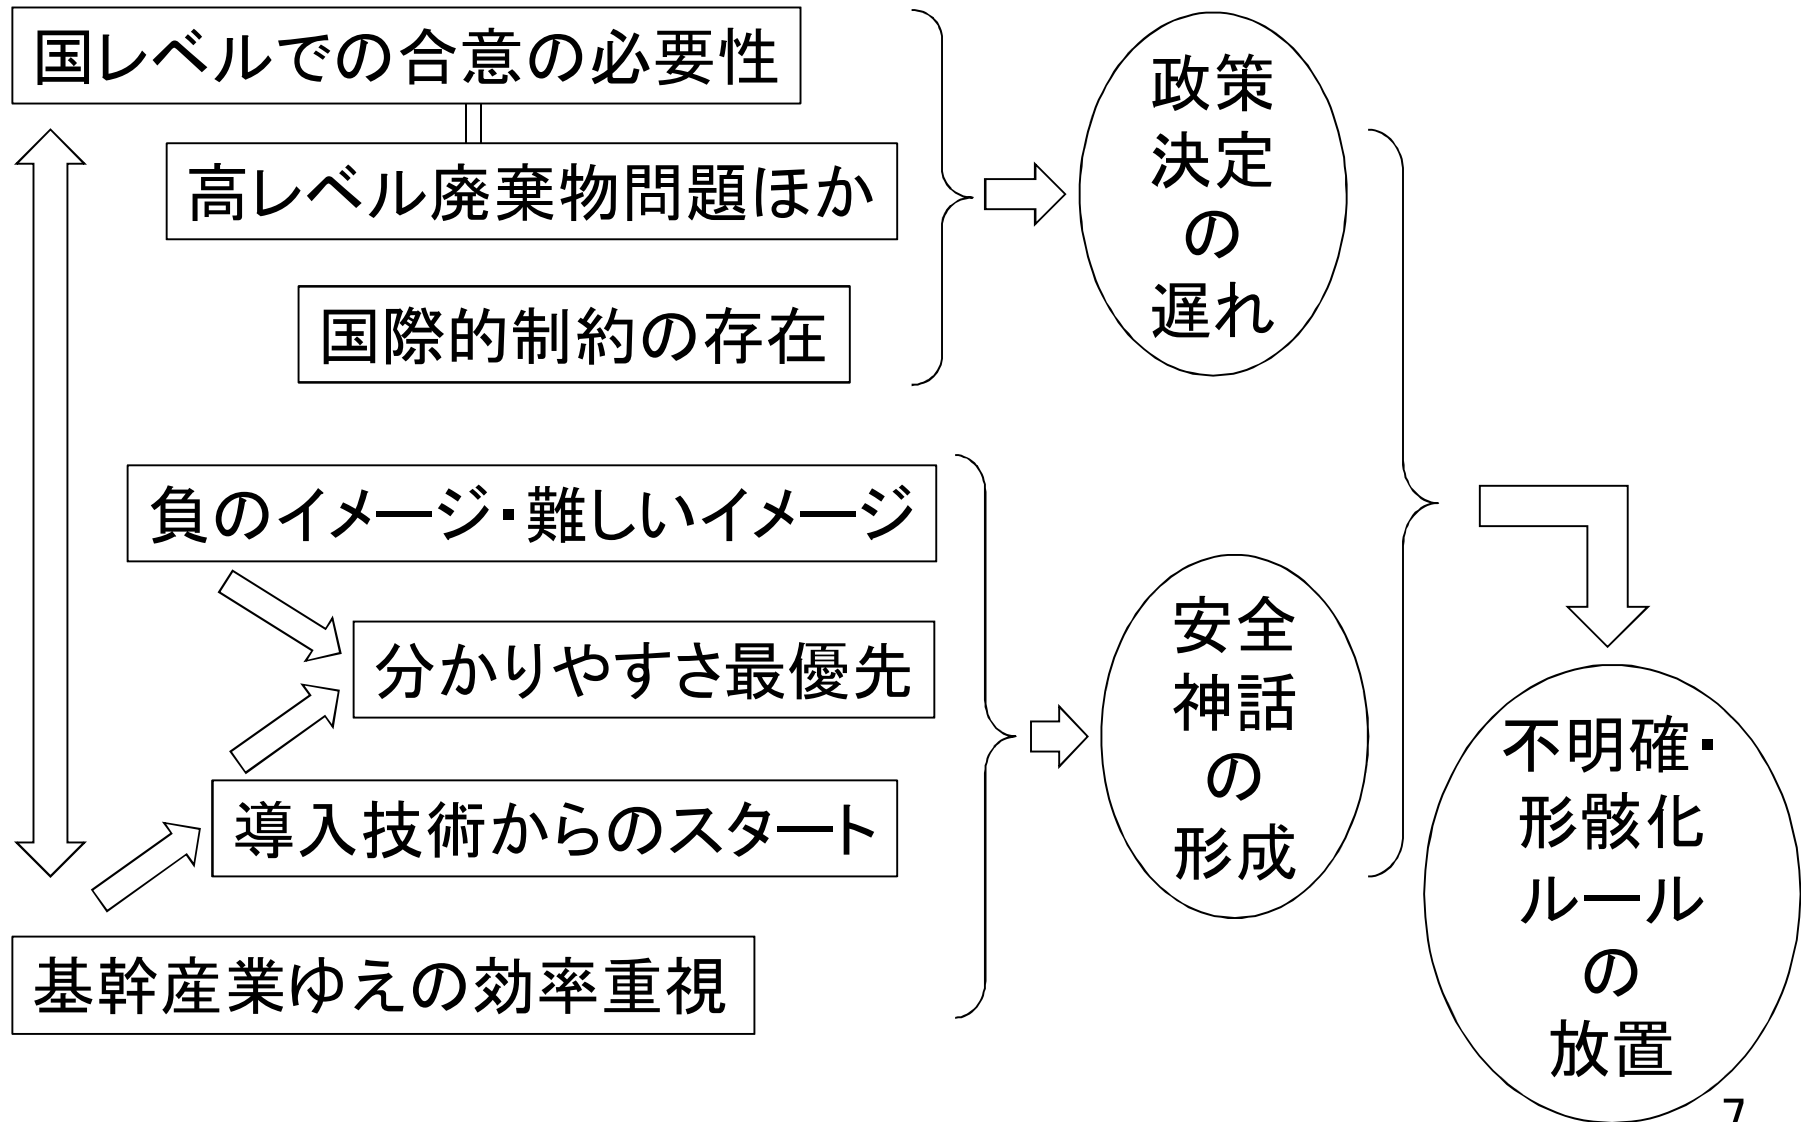 国レベルでの合意の必要性
高レベル廃棄物問題ほか
国際的制約の存在
政策
決定
の
遅れ
負のイメージ・難しいイメージ
分かりやすさ最優先
導入技術からのスタート
基幹産業ゆえの効率重視
安全
神話
の
形成
不明確・
形骸化
ルール
の
放置
7